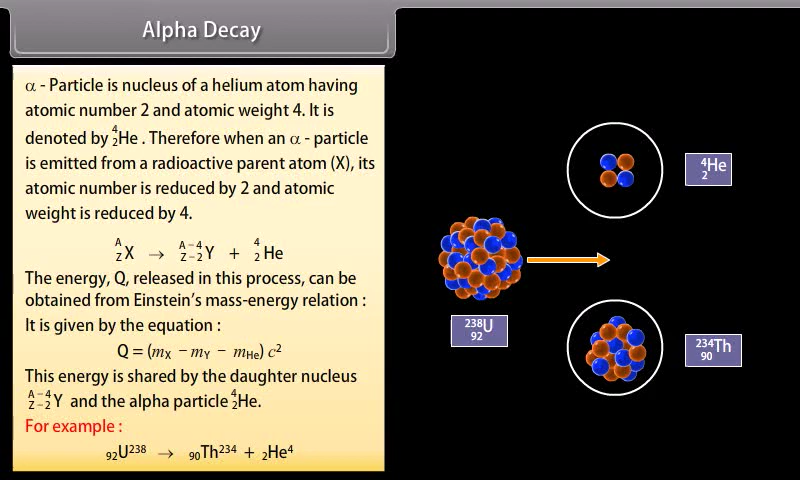 Alpha Decay
α - Particle is nucleus of a helium atom having
atomic number 2 and atomic weight 4. It is
denoted by ⁴₂He . Therefore when an α - particle
is emitted from a radioactive parent atom (X), its
atomic number is reduced by 2 and atomic
weight is reduced by 4.
ᴬ_ZX → ᴬ⁻⁴_Z₋₂Y + ⁴₂He
The energy, Q, released in this process, can be
obtained from Einstein's mass-energy relation :
It is given by the equation :
Q = (m_X − m_Y − m_He) c²
This energy is shared by the daughter nucleus
ᴬ⁻⁴_Z₋₂Y and the alpha particle ⁴₂He.
For example :
₉₂U²³⁸ → ₉₀Th²³⁴ + ₂He⁴
⁴₂He
²³⁸₉₂U
²³⁴₉₀Th